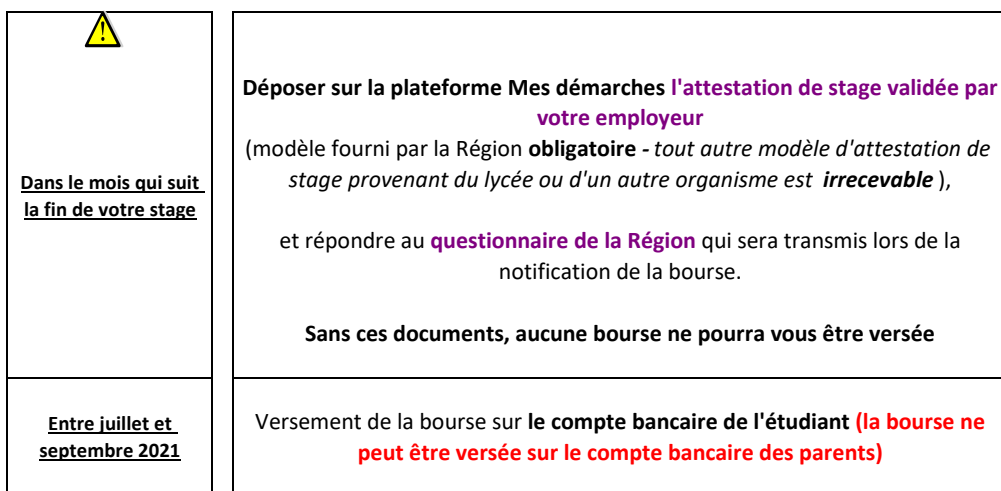 Dans le mois qui suit
la fin de votre stage
Déposer sur la plateforme Mes démarches l'attestation de stage validée par
votre employeur
(modèle fourni par la Région obligatoire - tout autre modèle d'attestation de
stage provenant du lycée ou d'un autre organisme est irrecevable ),
et répondre au questionnaire de la Région qui sera transmis lors de la
notification de la bourse.
Sans ces documents, aucune bourse ne pourra vous être versée
Entre juillet et
septembre 2021
Versement de la bourse sur le compte bancaire de l'étudiant (la bourse ne
peut être versée sur le compte bancaire des parents)